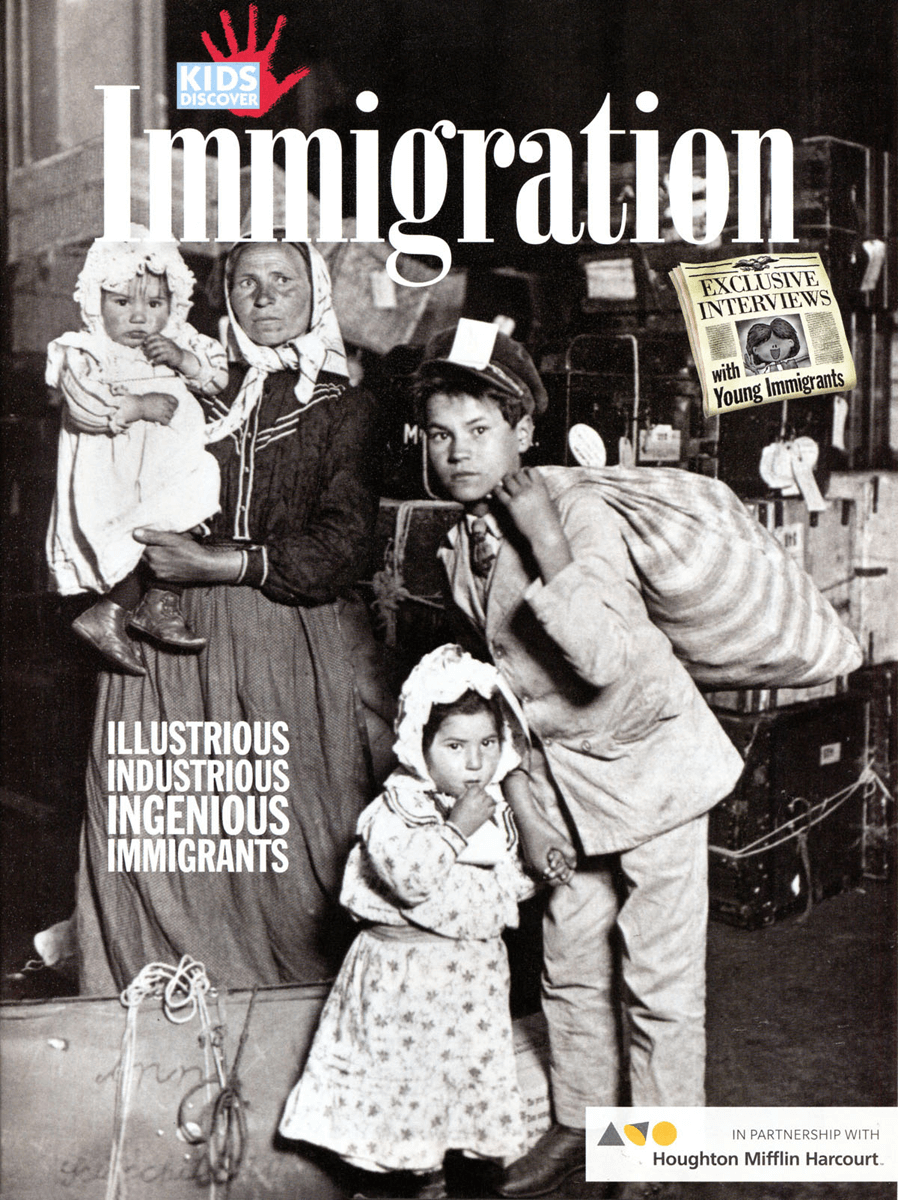 KIDS
DISCOVER
Immigration
EXCLUSIVE
INTERVIEWS
with
Young Immigrants
ILLUSTRIOUS
INDUSTRIOUS
INGENIOUS
IMMIGRANTS
IN PARTNERSHIP WITH
Houghton Mifflin Harcourt